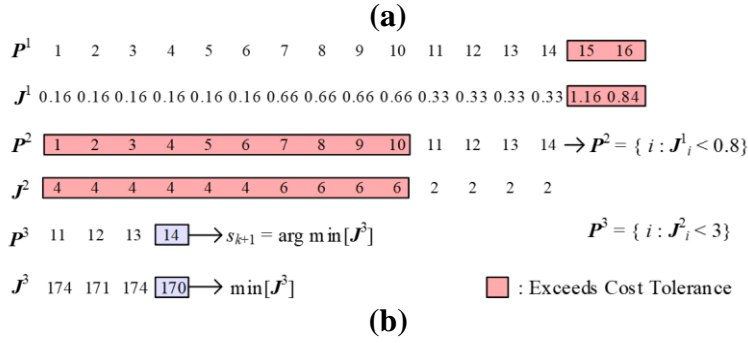 (a)
P¹ 1 2 3 4 5 6 7 8 9 10 11 12 13 14 15 16
J¹ 0.16 0.16 0.16 0.16 0.16 0.16 0.66 0.66 0.66 0.66 0.33 0.33 0.33 0.33 1.16 0.84
P² 1 2 3 4 5 6 7 8 9 10 11 12 13 14 → P² = { i : J¹ᵢ < 0.8}
J² 4 4 4 4 4 4 6 6 6 6 2 2 2 2
P³ 11 12 13 14 → sₖ₊₁ = arg min[J³] P³ = { i : J²ᵢ < 3}
J³ 174 171 174 170 → min[J³] : Exceeds Cost Tolerance
(b)